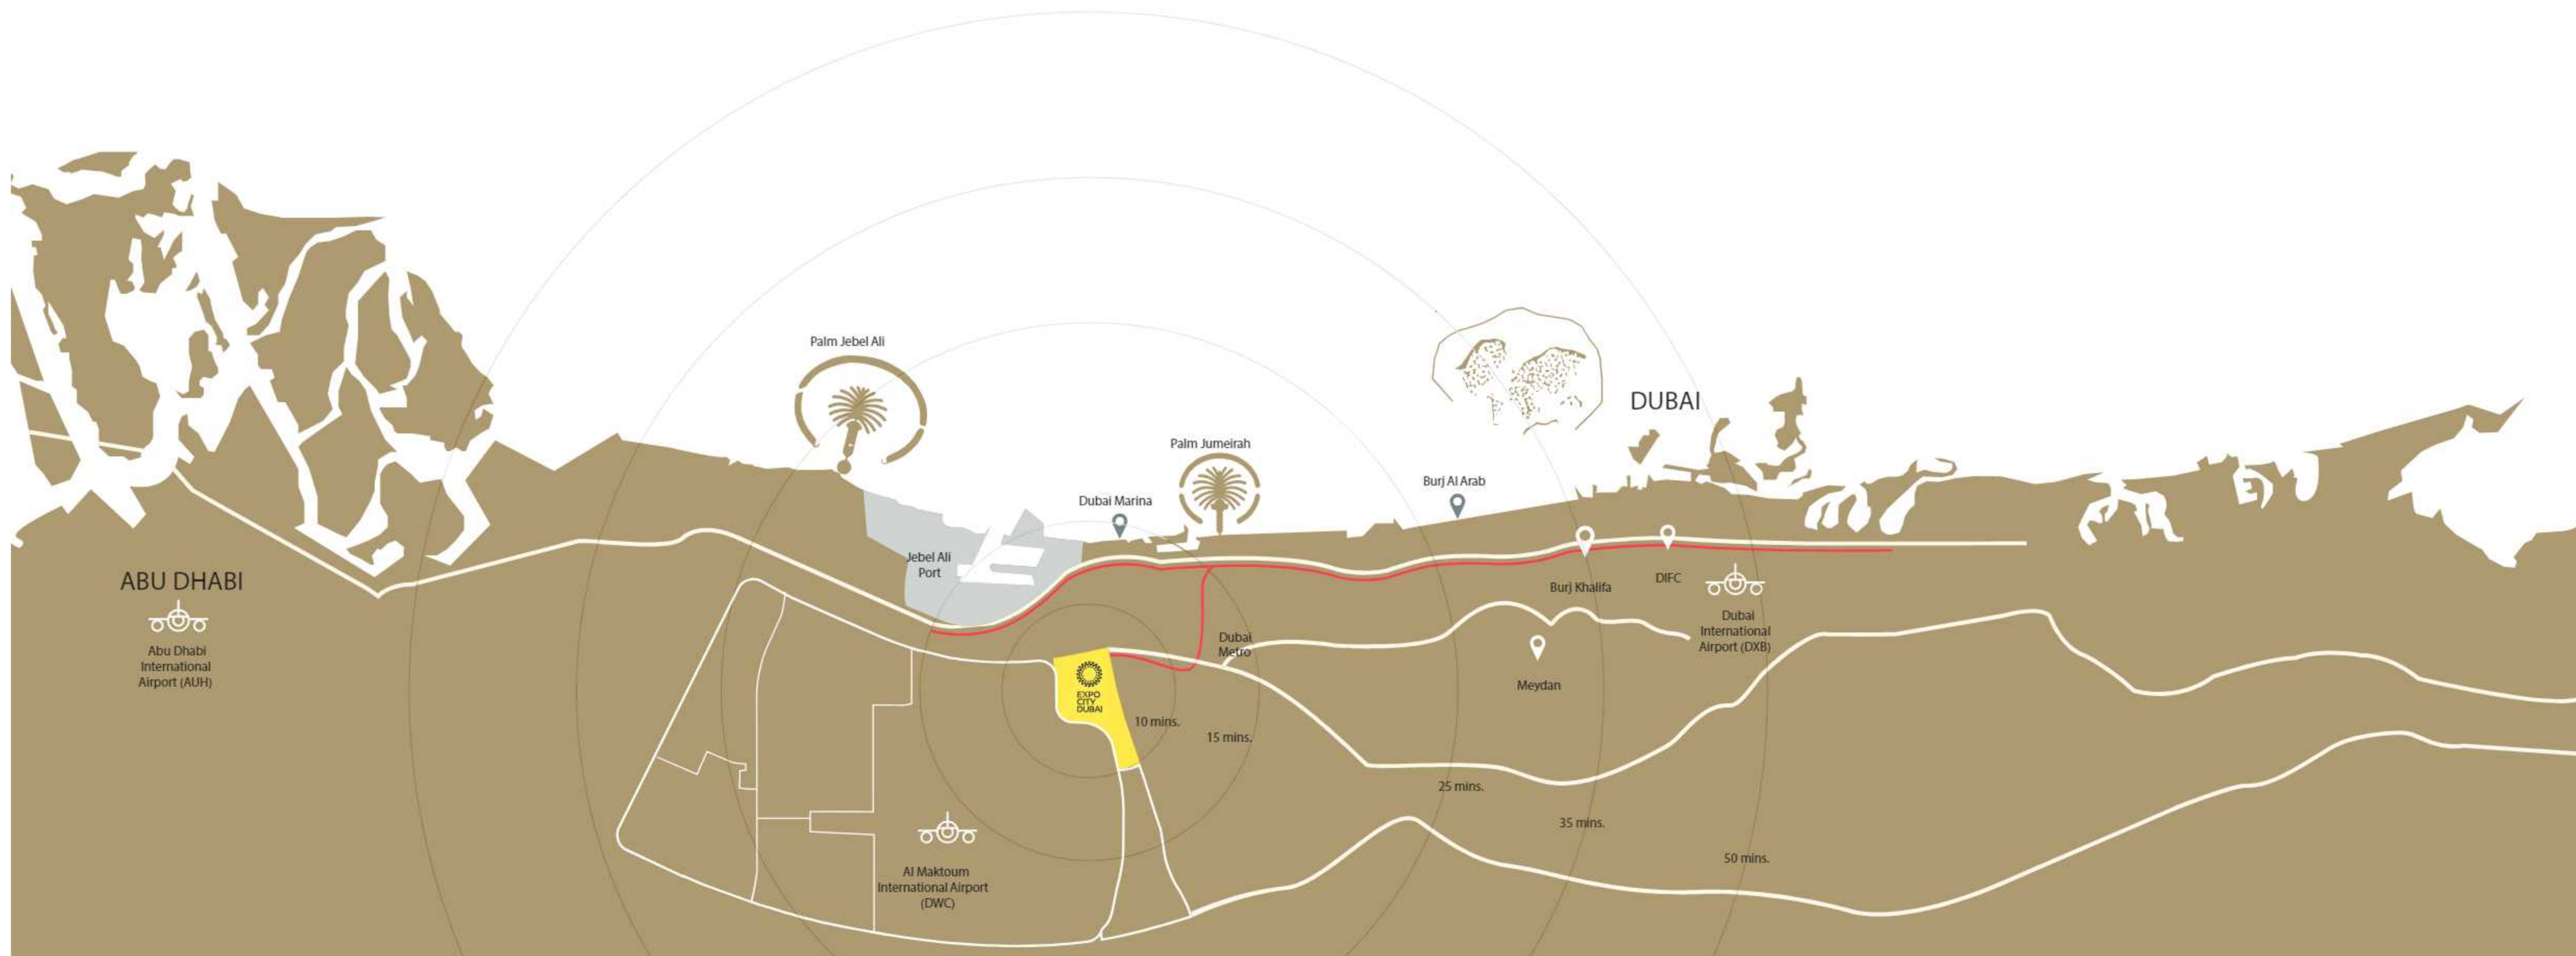 Palm Jebel Ali
DUBAI
Palm Jumeirah
Burj Al Arab
Dubai Marina
Jebel Ali
Port
ABU DHABI
Abu Dhabi
International
Airport (AUH)
Burj Khalifa
DIFC
Dubai
International
Airport (DXB)
Dubai
Metro
Meydan
EXPO
CITY
DUBAI
10 mins.
15 mins.
25 mins.
35 mins.
50 mins.
Al Maktoum
International Airport
(DWC)